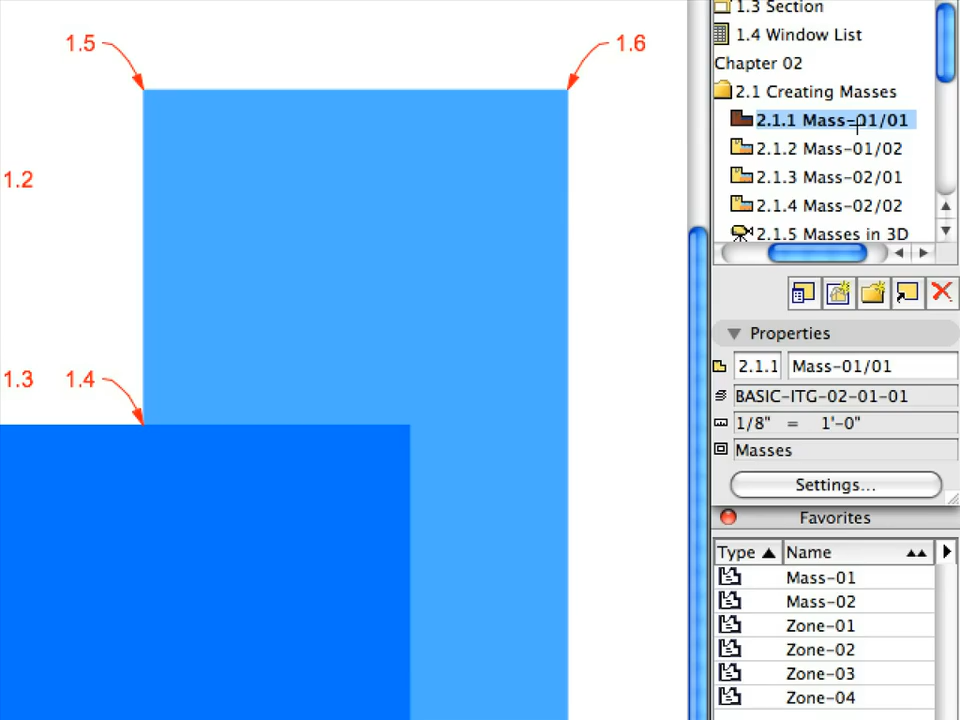 1.5
1.6
1.2
1.3
1.4
1.3 Section
1.4 Window List
Chapter 02
2.1 Creating Masses
2.1.1 Mass-01/01
2.1.2 Mass-01/02
2.1.3 Mass-02/01
2.1.4 Mass-02/02
2.1.5 Masses in 3D
Properties
2.1.1 Mass-01/01
BASIC-ITG-02-01-01
1/8" = 1'-0"
Masses
Settings...
Favorites
Type Name
Mass-01
Mass-02
Zone-01
Zone-02
Zone-03
Zone-04